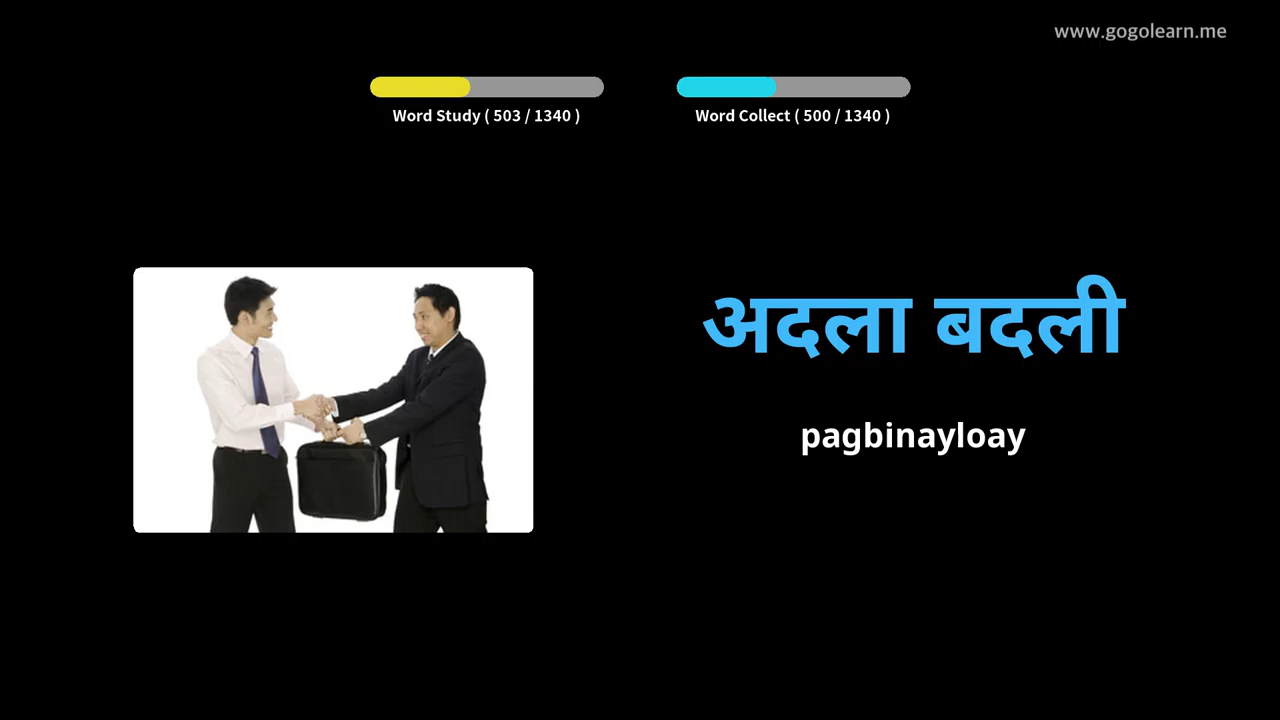 www.gogolearn.me
Word Study ( 503 / 1340 )
Word Collect ( 500 / 1340 )
अदला बदली
pagbinayloay